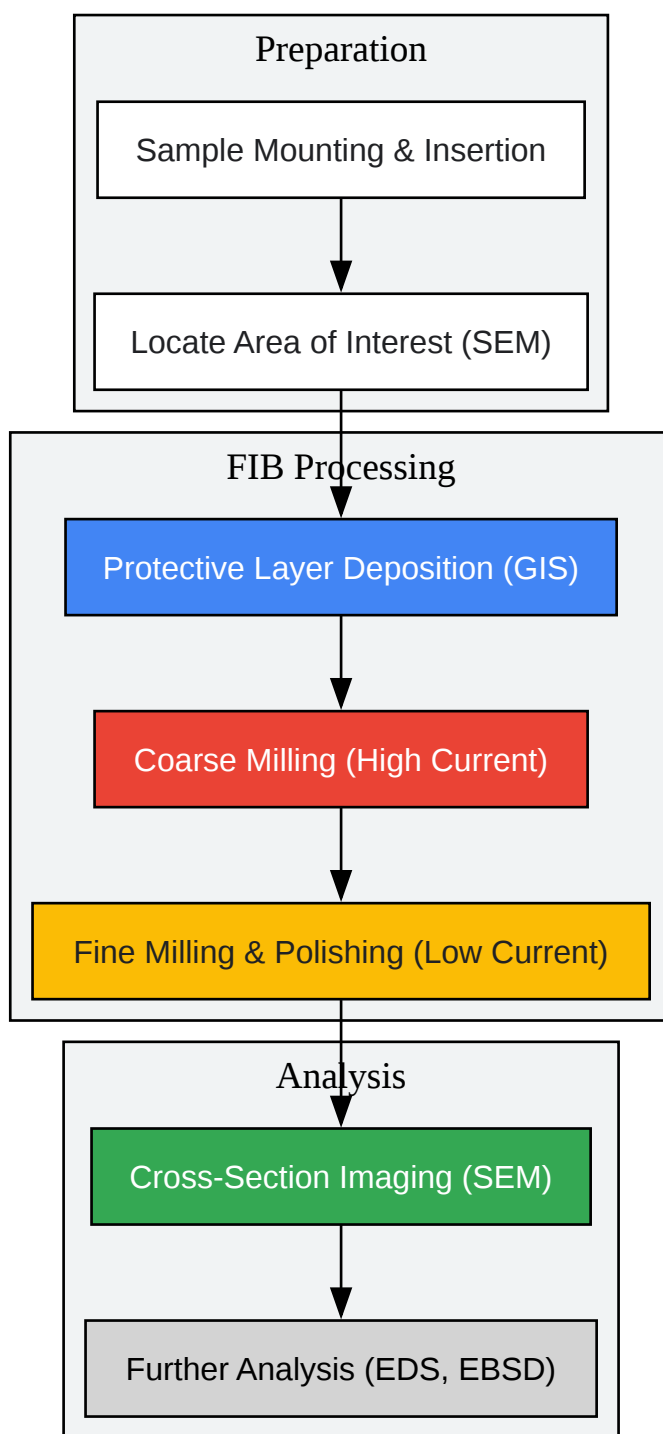 Preparation
Sample Mounting & Insertion
Locate Area of Interest (SEM)
FIB Processing
Protective Layer Deposition (GIS)
Coarse Milling (High Current)
Fine Milling & Polishing (Low Current)
Analysis
Cross-Section Imaging (SEM)
Further Analysis (EDS, EBSD)